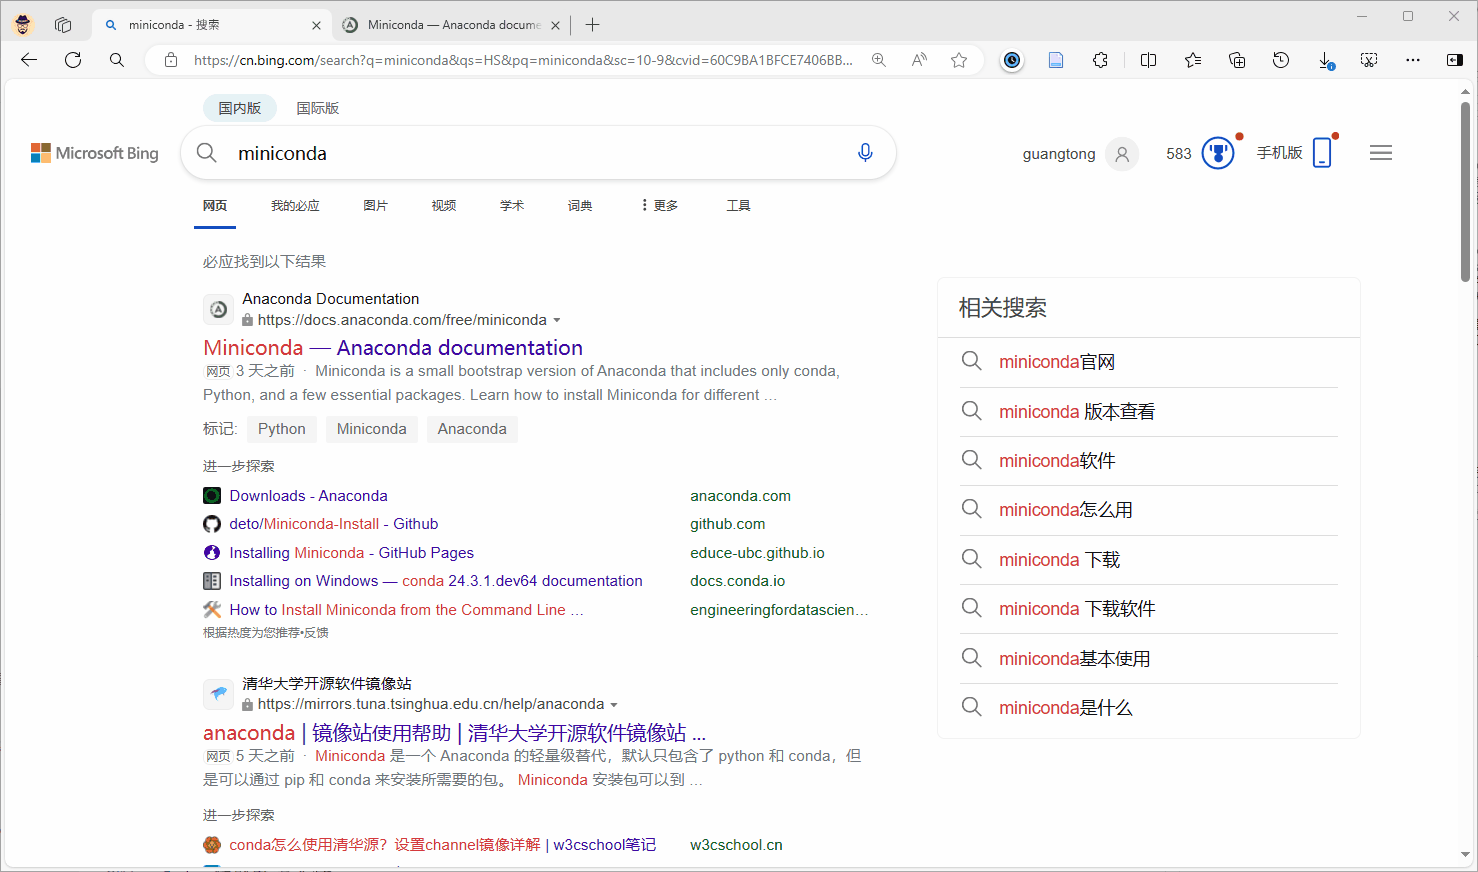 miniconda - 搜索
Miniconda — Anaconda docume
https://cn.bing.com/search?q=miniconda&qs=HS&pq=miniconda&sc=10-9&cvid=60C9BA1BFCE7406BB...
国内版 国际版
Microsoft Bing
miniconda
guangtong
583
手机版
网页 我的必应 图片 视频 学术 词典 更多 工具
必应找到以下结果
Anaconda Documentation
https://docs.anaconda.com/free/miniconda
Miniconda — Anaconda documentation
网页 3 天之前 · Miniconda is a small bootstrap version of Anaconda that includes only conda,
Python, and a few essential packages. Learn how to install Miniconda for different …
标记: Python Miniconda Anaconda
进一步探索
Downloads - Anaconda anaconda.com
deto/Miniconda-Install - Github github.com
Installing Miniconda - GitHub Pages educe-ubc.github.io
Installing on Windows — conda 24.3.1.dev64 documentation docs.conda.io
How to Install Miniconda from the Command Line … engineeringfordatascien…
根据热度为您推荐•反馈
清华大学开源软件镜像站
https://mirrors.tuna.tsinghua.edu.cn/help/anaconda
anaconda | 镜像站使用帮助 | 清华大学开源软件镜像站 ...
网页 5 天之前 · Miniconda 是一个 Anaconda 的轻量级替代，默认只包含了 python 和 conda，但
是可以通过 pip 和 conda 来安装所需要的包。 Miniconda 安装包可以到 …
进一步探索
conda怎么使用清华源？设置channel镜像详解 | w3cschool笔记 w3cschool.cn
相关搜索
miniconda官网
miniconda 版本查看
miniconda软件
miniconda怎么用
miniconda 下载
miniconda 下载软件
miniconda基本使用
miniconda是什么